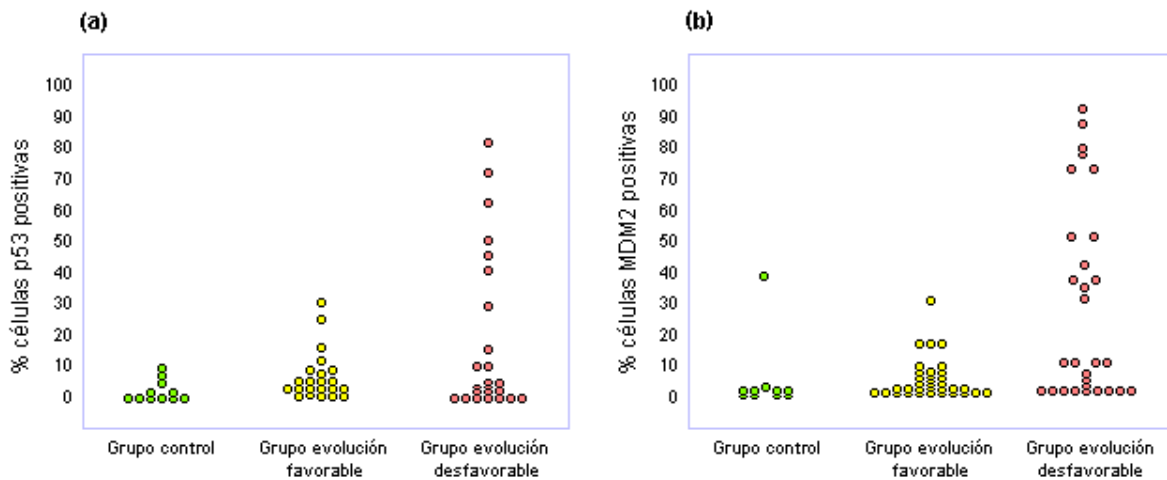 (a)
% células p53 positivas
100
90
80
70
60
50
40
30
20
10
0
Grupo control
Grupo evolución
favorable
Grupo evolución
desfavorable
(b)
% células MDM2 positivas
100
90
80
70
60
50
40
30
20
10
0
Grupo control
Grupo evolución
favorable
Grupo evolución
desfavorable